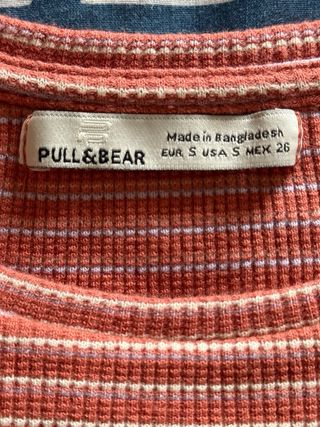 PULL&BEAR
Made in Bangladesh
EUR S USA S MEX 26